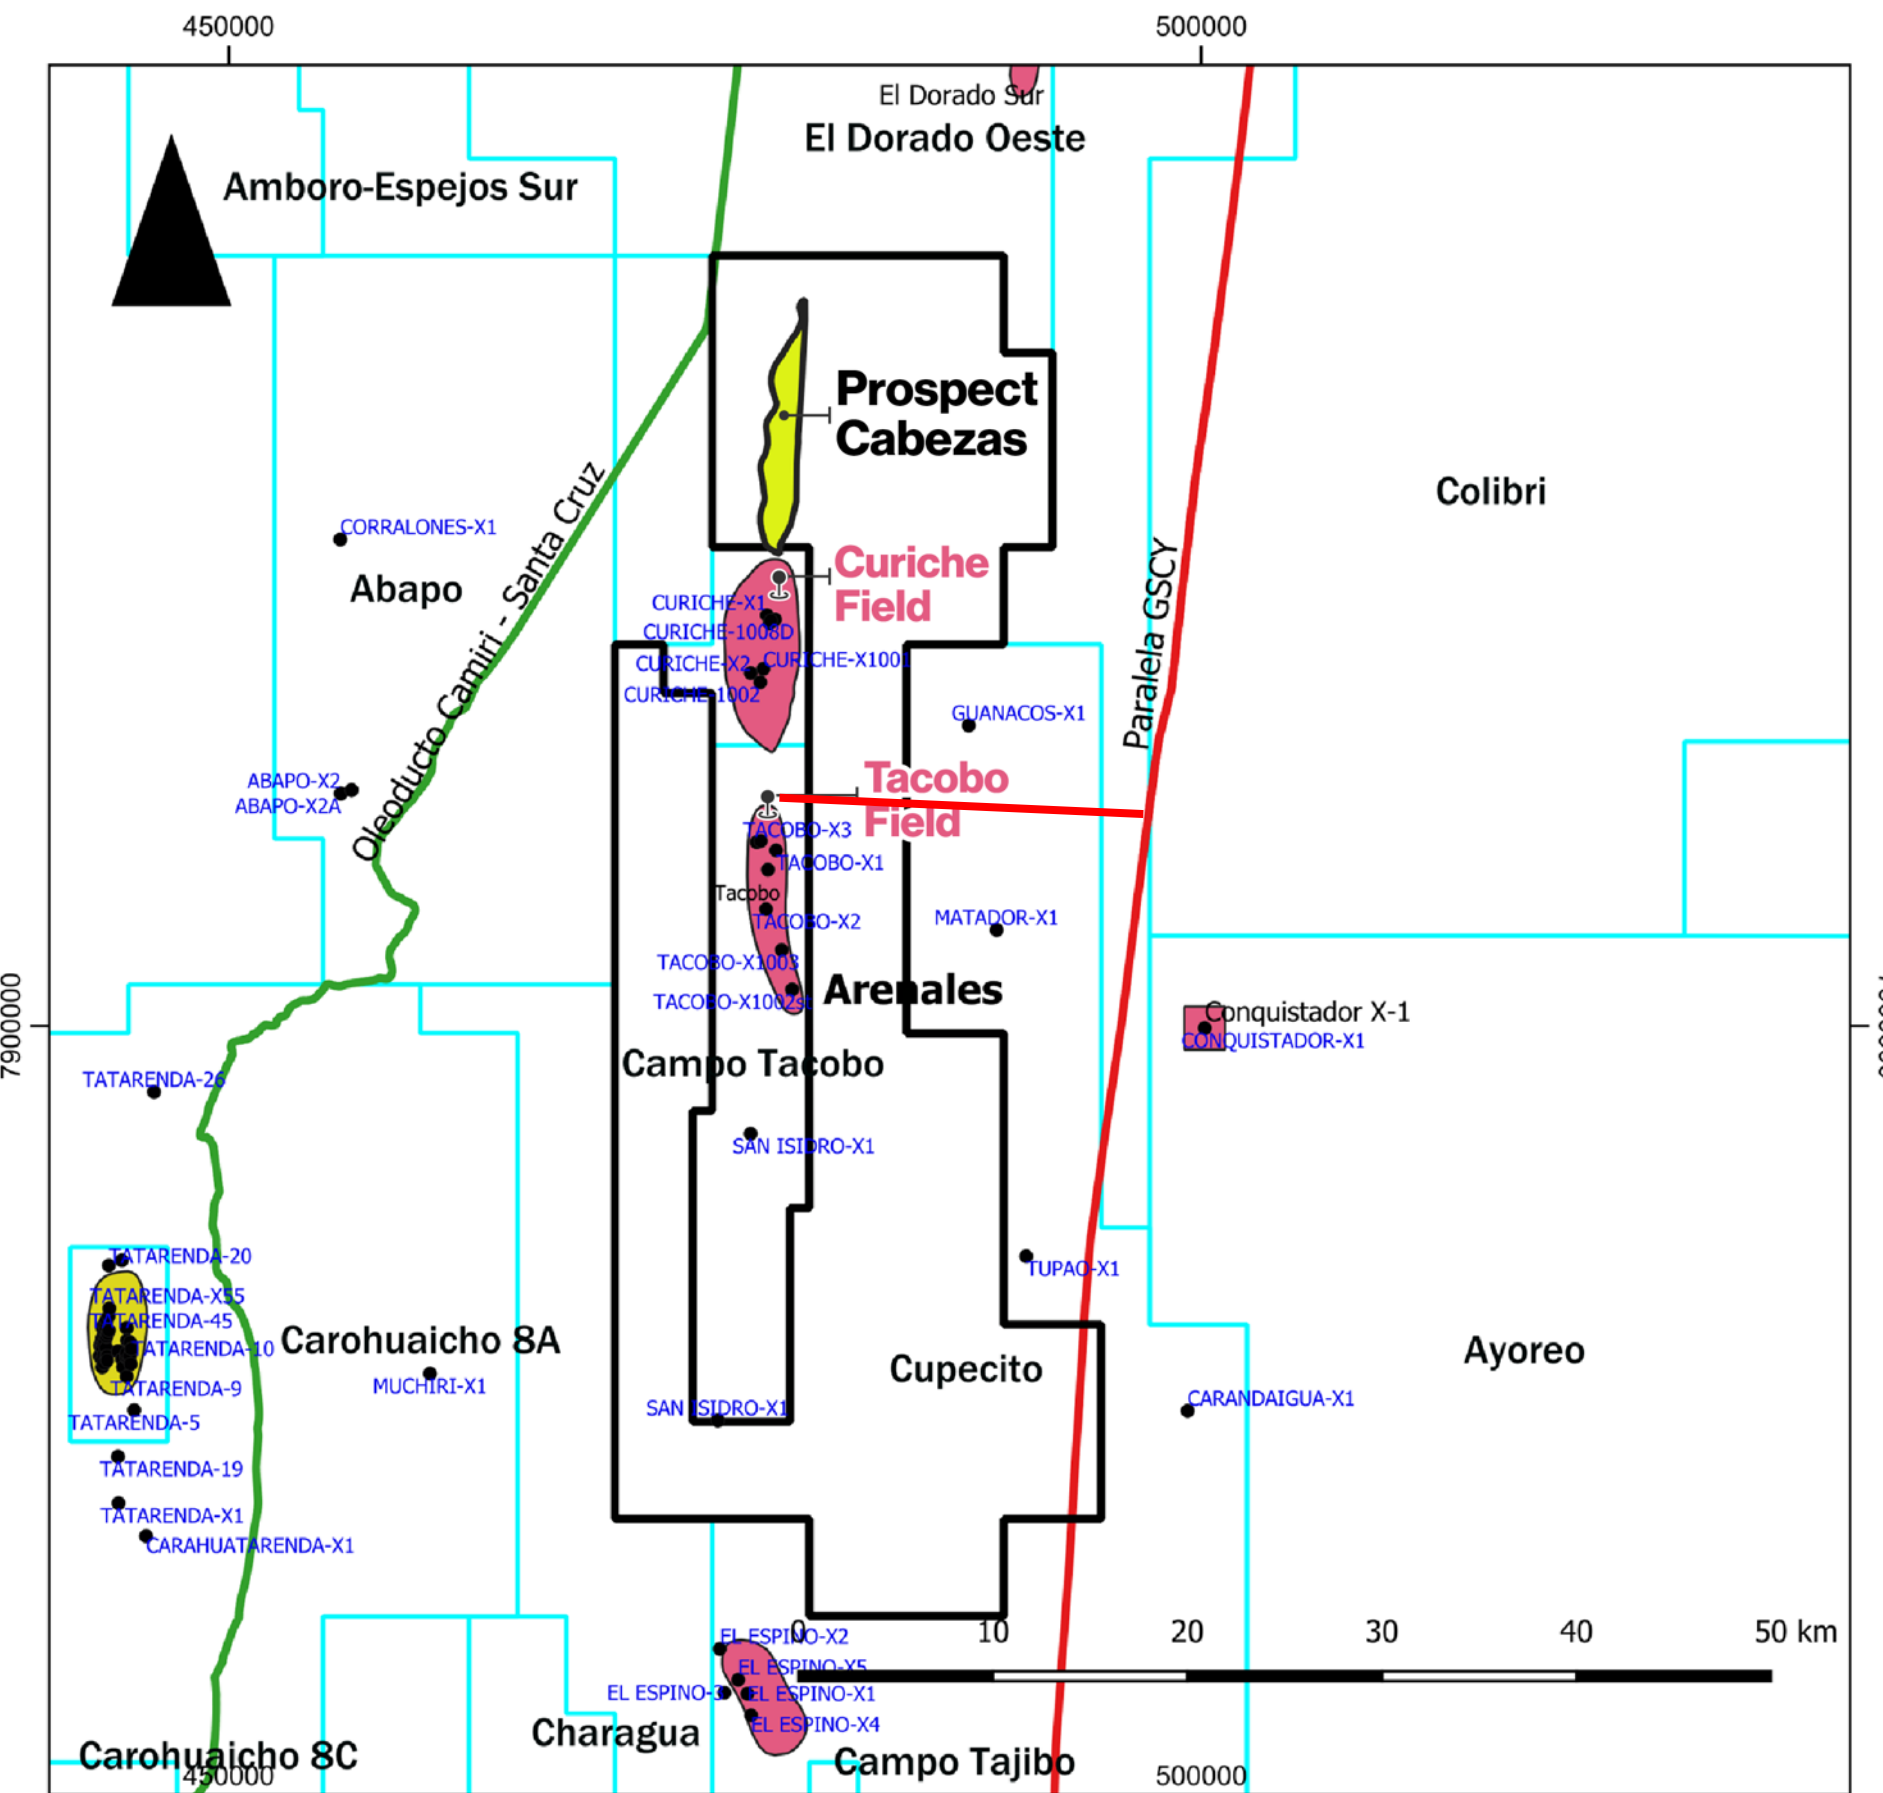 450000
500000
El Dorado Sur
El Dorado Oeste
Amboro-Espejos Sur
Prospect
Cabezas
Colibri
CORRALONES-X1
Abapo
Oleoducto Camiri - Santa Cruz
Paralela GSCY
Curiche
Field
CURICHE-X1
CURICHE-1008D
CURICHE-X2
CURICHE-X1001
CURICHE-1002
GUANACOS-X1
ABAPO-X2
ABAPO-X2A
Tacobo
Field
TACOBO-X3
TACOBO-X1
Tacobo
TACOBO-X2
MATADOR-X1
TACOBO-X1003
TACOBO-X1002st
Arenales
7900000
Conquistador X-1
CONQUISTADOR-X1
Campo Tacobo
TATARENDA-26
SAN ISIDRO-X1
TATARENDA-20
TUPAO-X1
TATARENDA-X55
TATARENDA-45
TATARENDA-10
Carohuaicho 8A
Cupecito
Ayoreo
TATARENDA-9
MUCHIRI-X1
CARANDAIGUA-X1
TATARENDA-5
SAN ISIDRO-X1
TATARENDA-19
TATARENDA-X1
CARAHUATARENDA-X1
0 10 20 30 40 50 km
EL ESPINO-X2
EL ESPINO-X5
EL ESPINO-3
EL ESPINO-X1
EL ESPINO-X4
Charagua
Carohuaicho 8C
Campo Tajibo
450000
500000